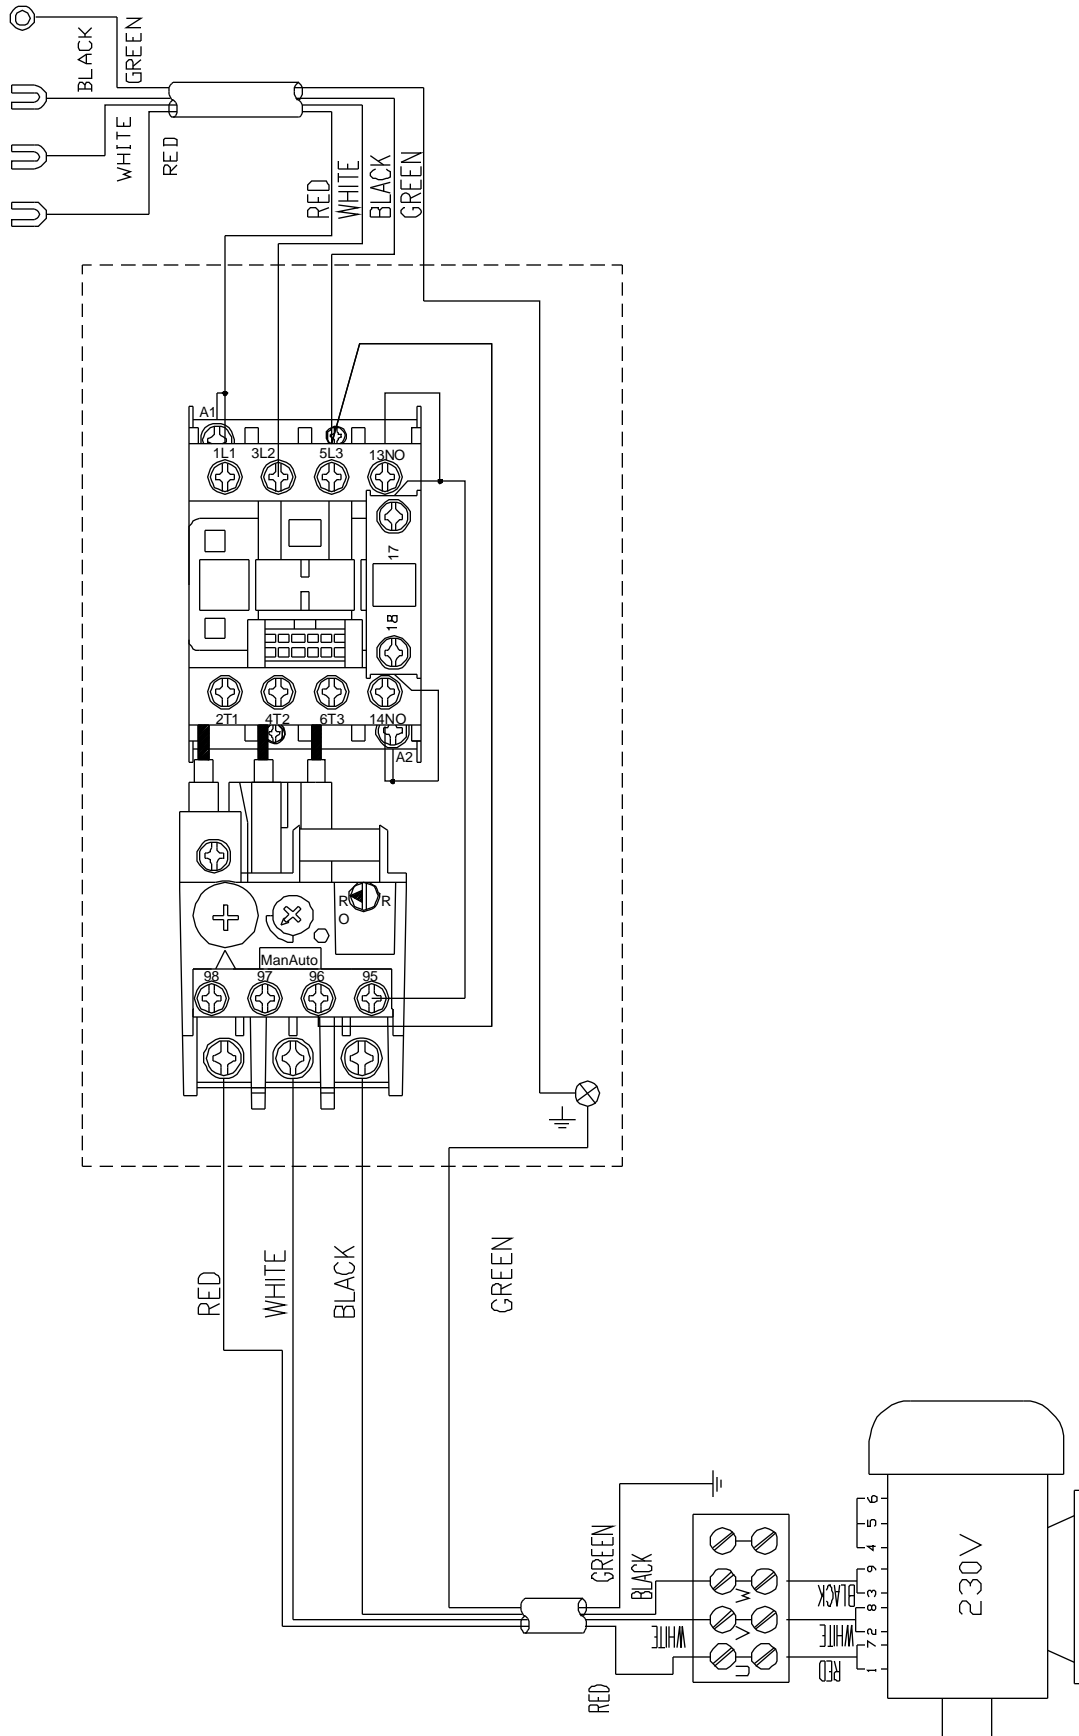 BLACK
GREEN
WHITE
RED
RED
WHITE
BLACK
GREEN
A1
1L1 3L2 5L3 13NO
17
18
2T1 4T2 6T3 14NO
A2
R R
O
ManAuto
98 97 96 95
RED
WHITE
BLACK
GREEN
GREEN
BLACK
WHITE
RED
W
V
U
BLACK
WHITE
RED
6
5
4
9
3
8
2
7
1
230V